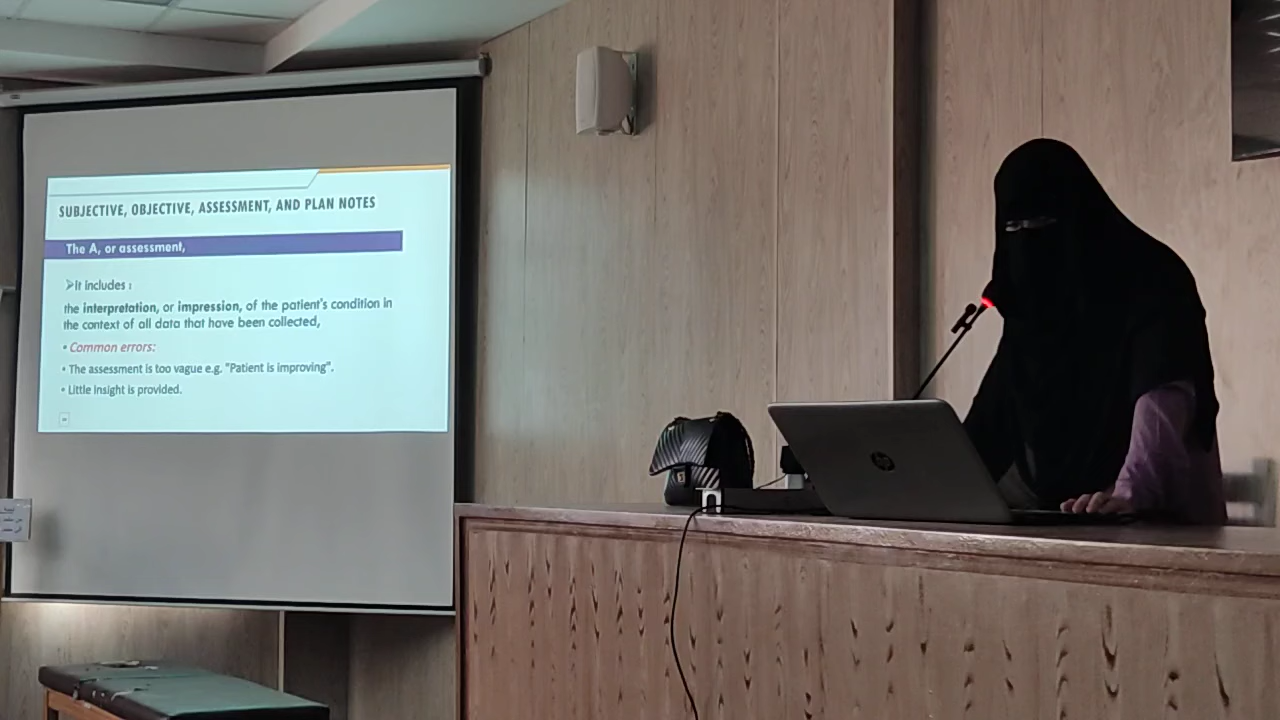 SUBJECTIVE, OBJECTIVE, ASSESSMENT, AND PLAN NOTES
The A, or assessment,
➢It includes :
the interpretation, or impression, of the patient's condition in
the context of all data that have been collected,
• Common errors:
• The assessment is too vague e.g. "Patient is improving".
• Little insight is provided.
hp